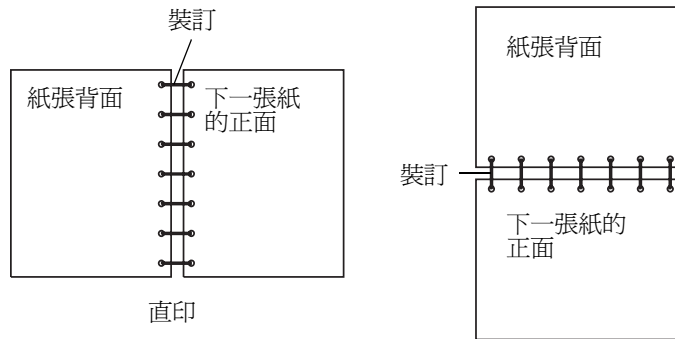 裝訂
紙張背面
下一張紙
的正面
直印
紙張背面
裝訂
下一張紙的
正面